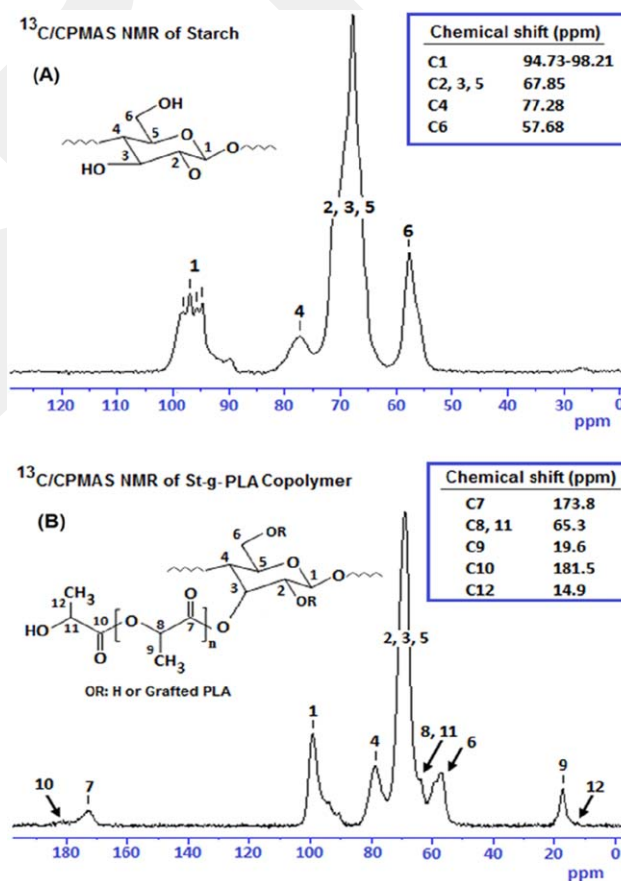 ¹³C/CPMAS NMR of Starch
(A)
Chemical shift (ppm)
C1 94.73-98.21
C2, 3, 5 67.85
C4 77.28
C6 57.68
OH
6
4
5
O
1
O
3
2
HO
O
1
4
2, 3, 5
6
120 110 100 90 80 70 60 50 40 30 20 10 0
ppm
¹³C/CPMAS NMR of St-g-PLA Copolymer
(B)
Chemical shift (ppm)
C7 173.8
C8, 11 65.3
C9 19.6
C10 181.5
C12 14.9
6
OR
4
5
O
1
O
3
2
OR
12
CH₃
O
HO
11
10
O
8
7
n
O
O
9
CH₃
OR: H or Grafted PLA
10
7
1
4
2, 3, 5
8, 11
6
9
12
180 160 140 120 100 80 60 40 20 0
ppm